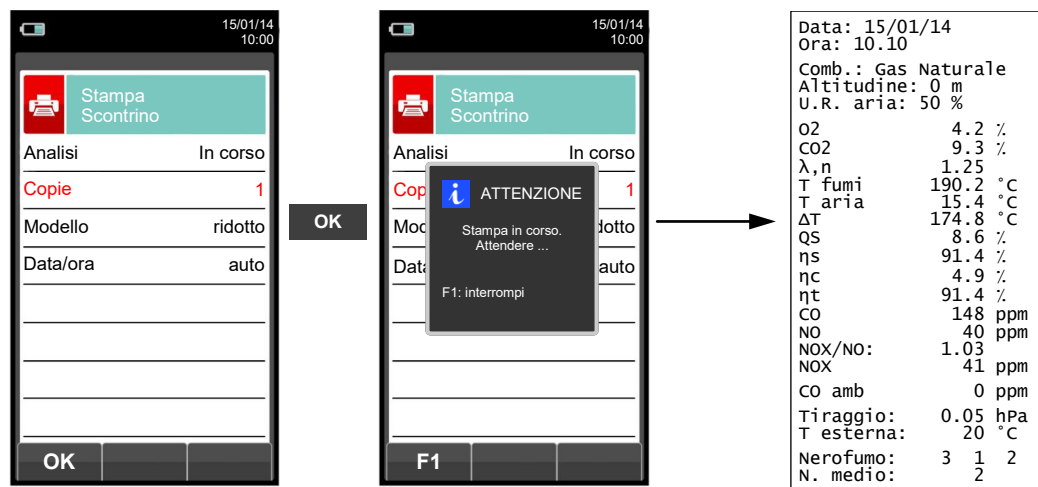 15/01/14
10:00
Stampa
Scontrino
Analisi In corso
Copie 1
Modello ridotto
Data/ora auto
OK
OK
15/01/14
10:00
Stampa
Scontrino
Analisi In corso
Cop 1
Mod dotto
Data auto
i ATTENZIONE
Stampa in corso.
Attendere ...
F1: interrompi
F1
Data: 15/01/14
Ora: 10.10
Comb.: Gas Naturale
Altitudine: 0 m
U.R. aria: 50 %
O2 4.2 %
CO2 9.3 %
λ,n 1.25
T fumi 190.2 °C
T aria 15.4 °C
ΔT 174.8 °C
QS 8.6 %
ηs 91.4 %
ηc 4.9 %
ηt 91.4 %
CO 148 ppm
NO 40 ppm
NOX/NO: 1.03
NOX 41 ppm
CO amb 0 ppm
Tiraggio: 0.05 hPa
T esterna: 20 °C
Nerofumo: 3 1 2
N. medio: 2